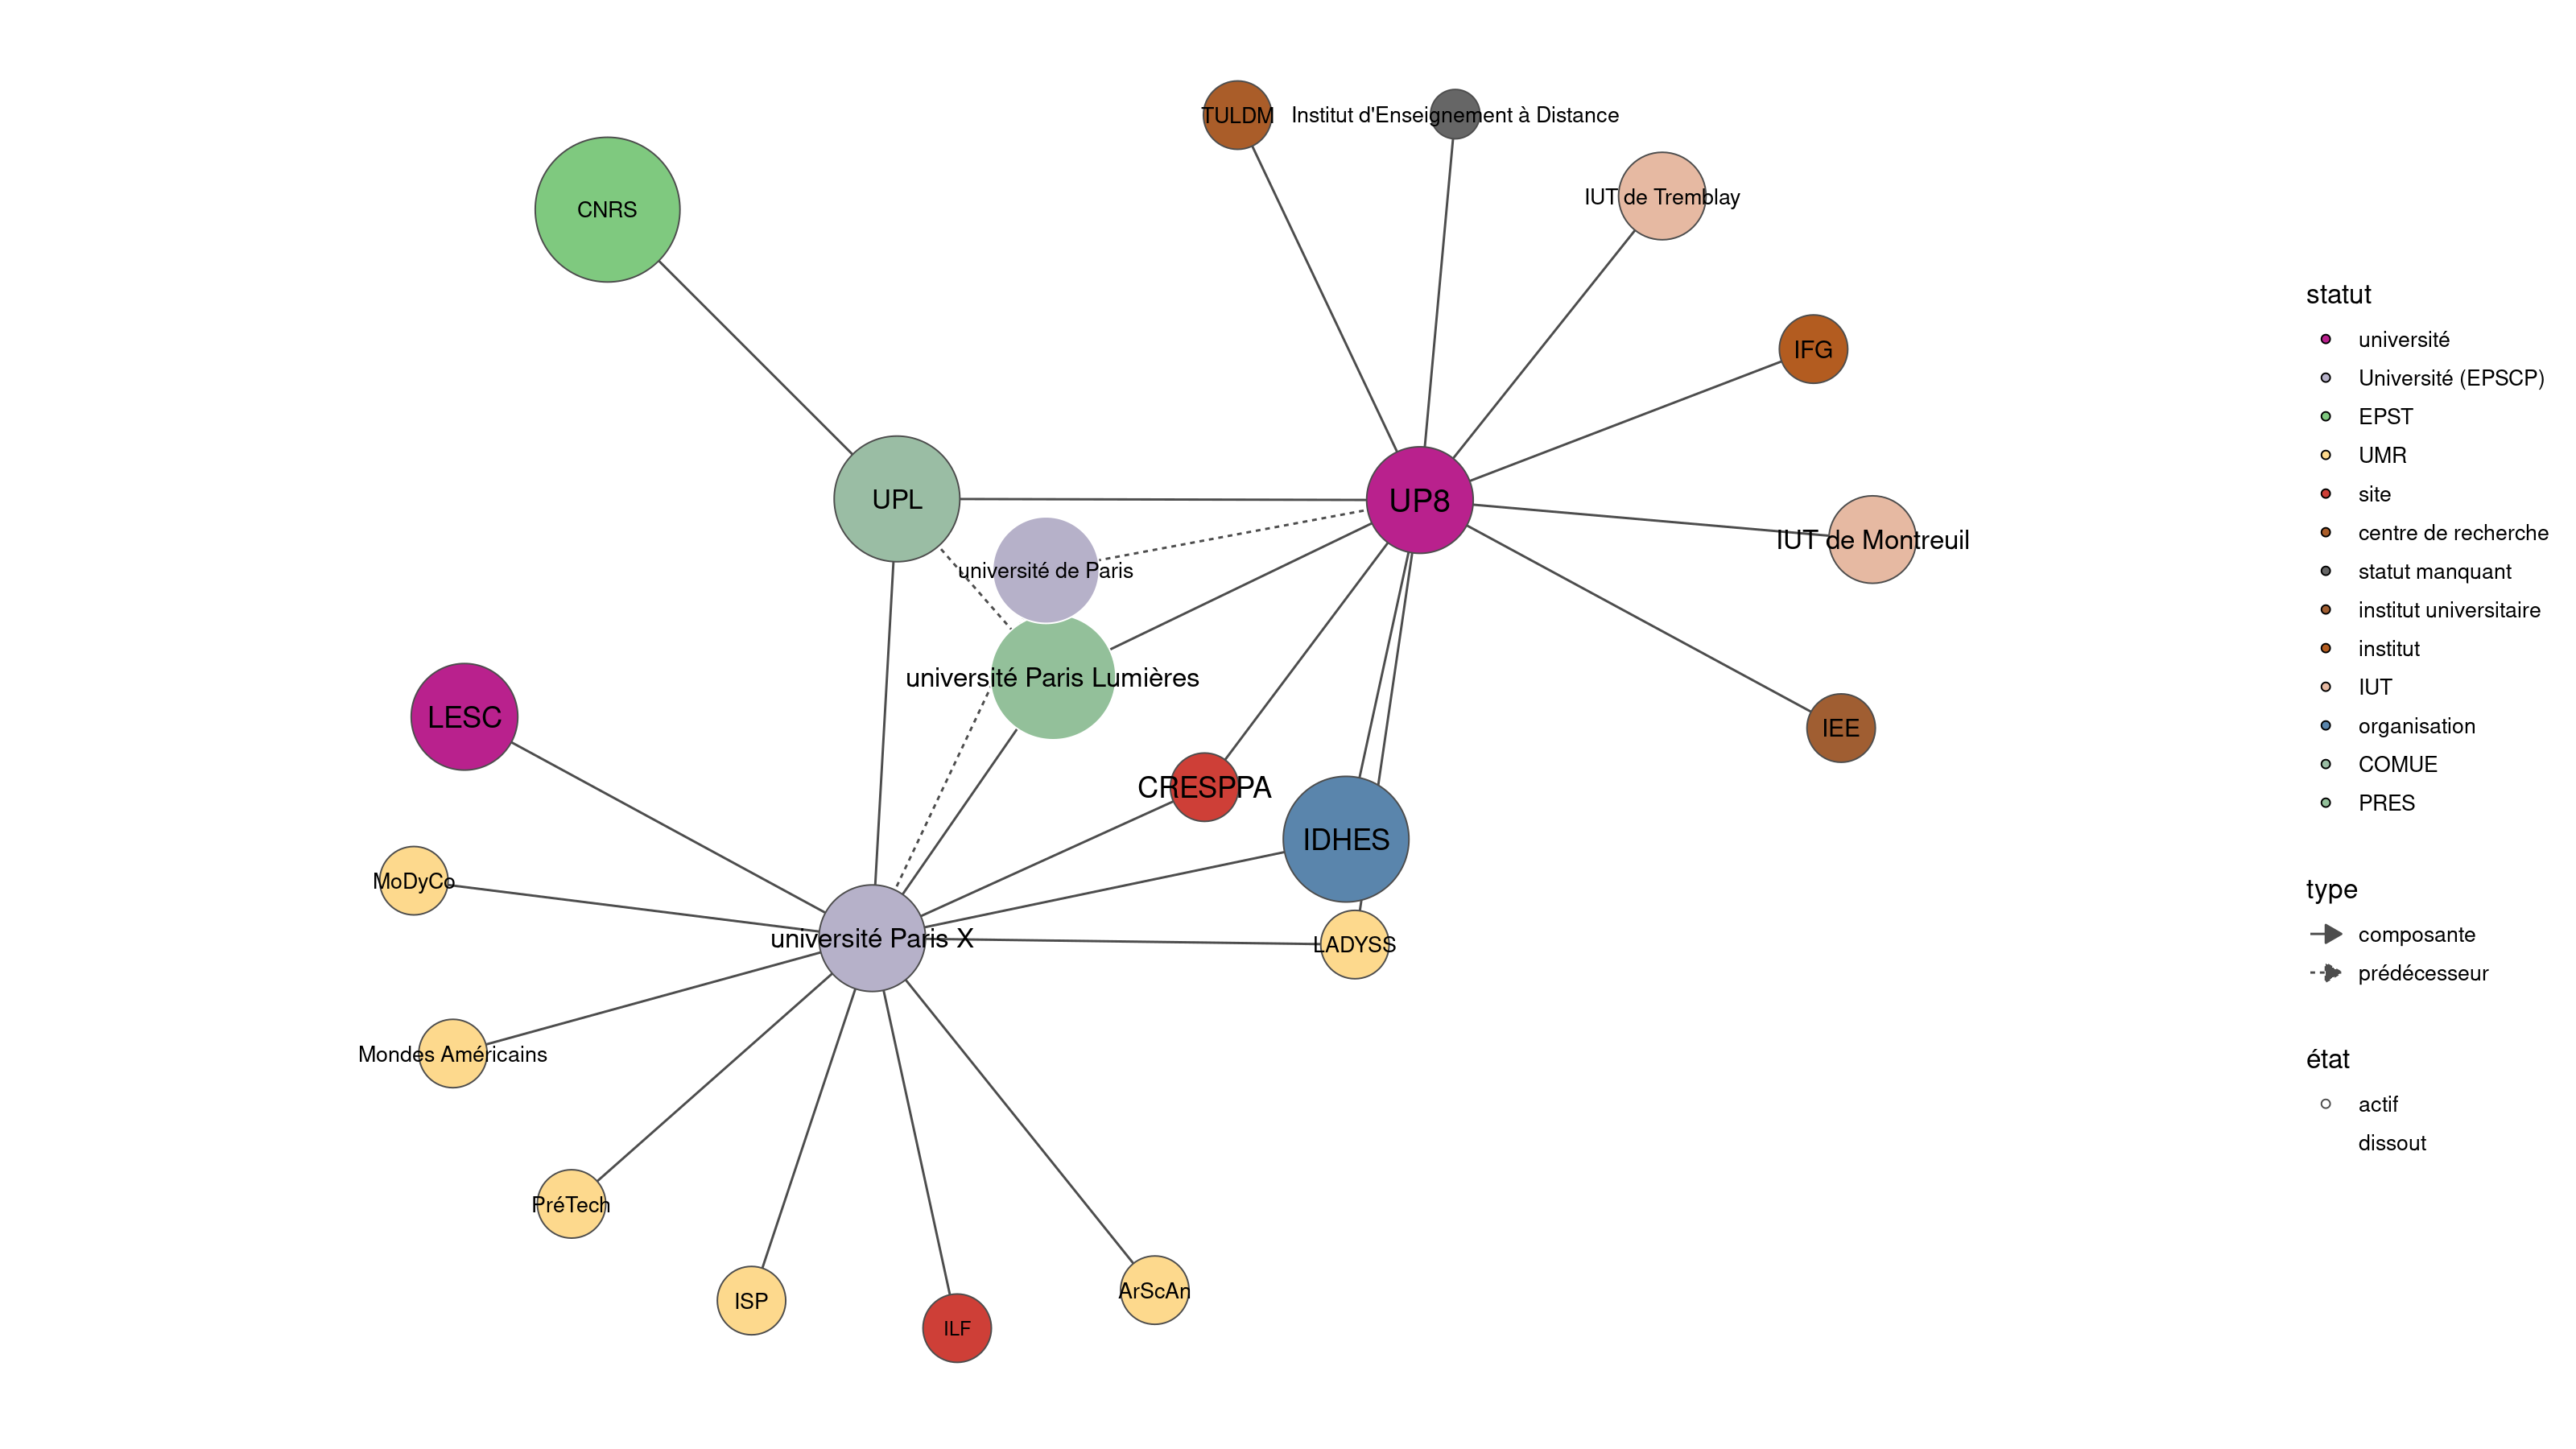 TULDM
Institut d'Enseignement à Distance
IUT de Tremblay
CNRS
IFG
UPL
UP8
IUT de Montreuil
université de Paris
université Paris Lumières
LESC
IEE
CRESPPA
IDHES
MoDyCo
université Paris X
LADYSS
Mondes Américains
PréTech
ISP
ILF
ArScAn
statut
université
Université (EPSCP)
EPST
UMR
site
centre de recherche
statut manquant
institut universitaire
institut
IUT
organisation
COMUE
PRES
type
composante
prédécesseur
état
actif
dissout